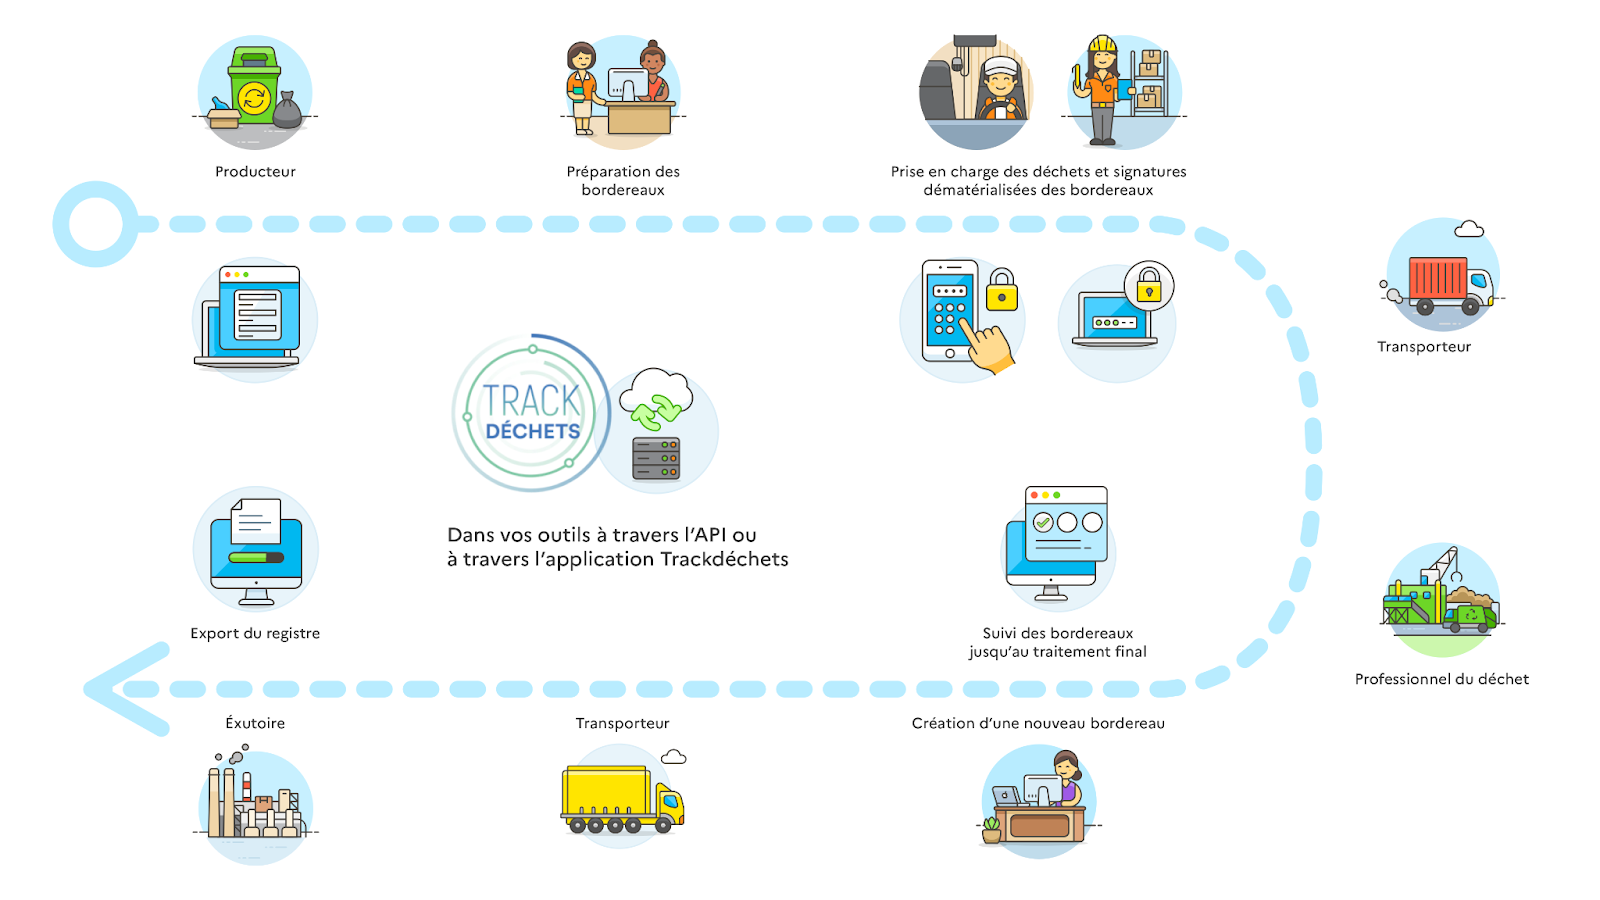 Producteur
Préparation des
bordereaux
Prise en charge des déchets et signatures
dématérialisées des bordereaux
Transporteur
TRACK
DÉCHETS
Dans vos outils à travers l’API ou
à travers l’application Trackdéchets
Export du registre
Suivi des bordereaux
jusqu’au traitement final
Professionnel du déchet
Éxutoire
Transporteur
Création d’une nouveau bordereau